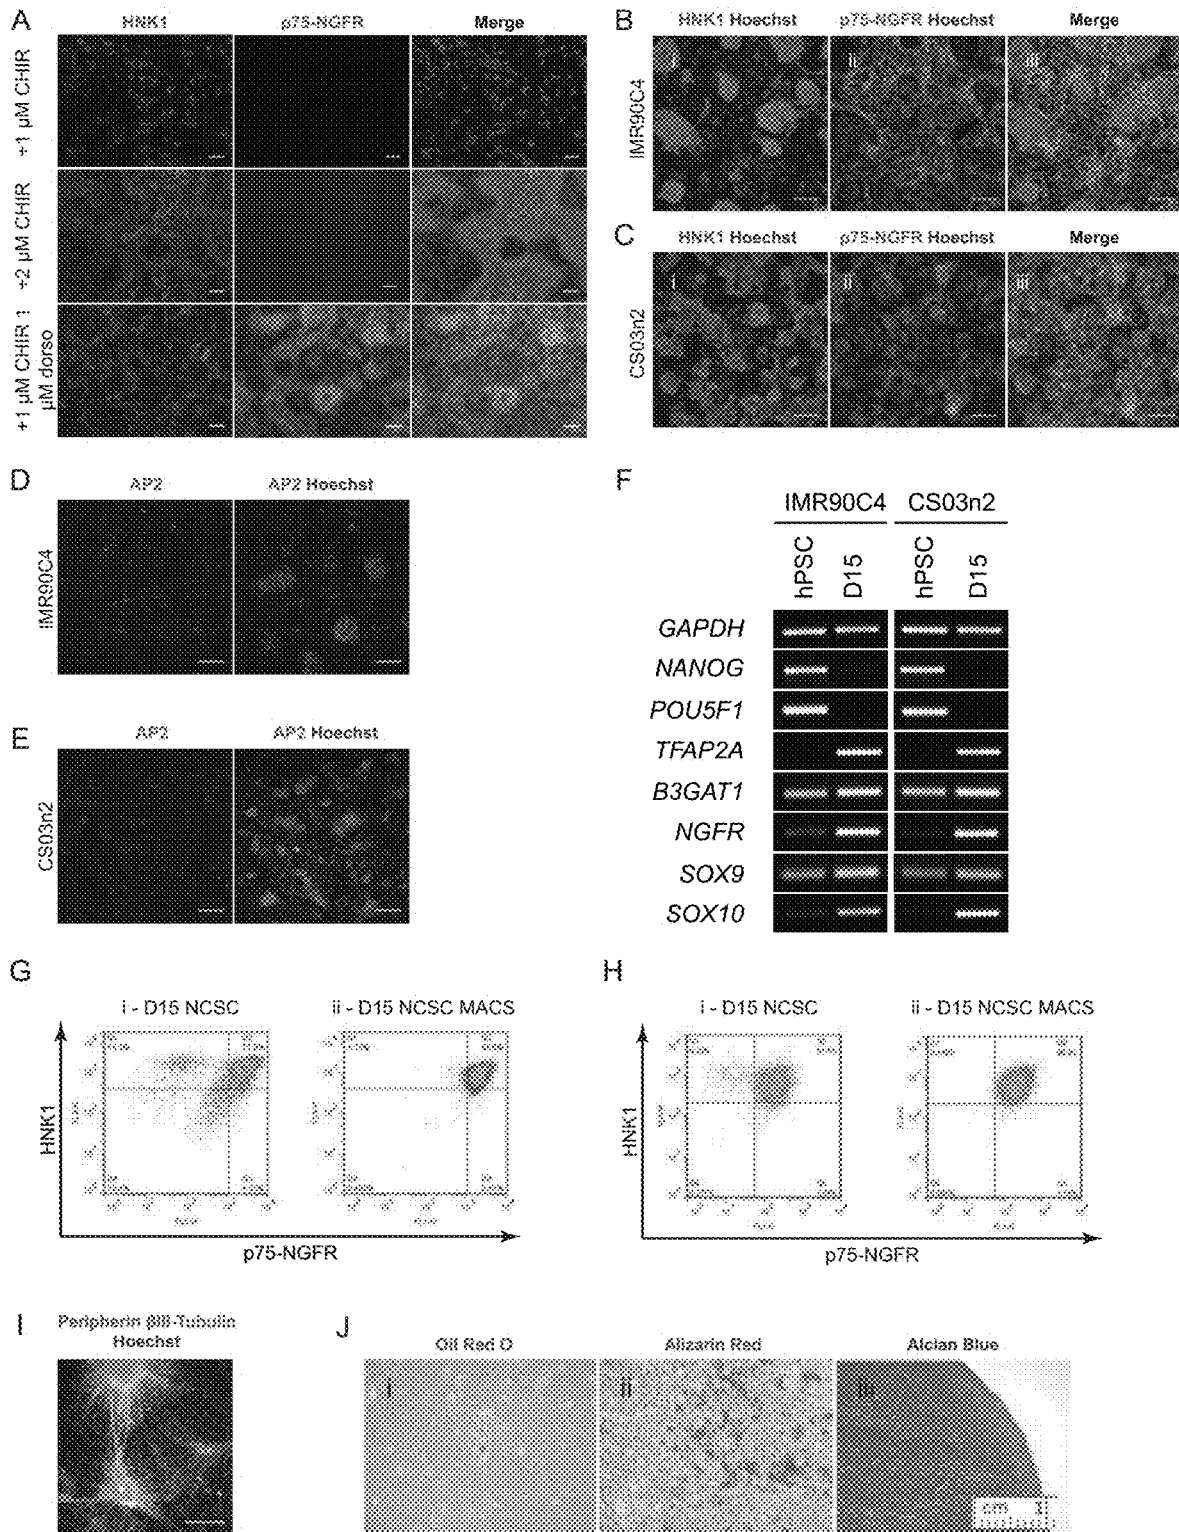 A
HNK1 p75-NGFR Merge
+1 µM CHIR
+2 µM CHIR
+1 µM CHIR 1
µM dorso
B
HNK1 Hoechst p75-NGFR Hoechst Merge
IMR90C4
i ii iii
C
HNK1 Hoechst p75-NGFR Hoechst Merge
CS03n2
i ii iii
D
AP2 AP2 Hoechst
IMR90C4
E
AP2 AP2 Hoechst
CS03n2
F
IMR90C4 CS03n2
hPSC D15 hPSC D15
GAPDH
NANOG
POU5F1
TFAP2A
B3GAT1
NGFR
SOX9
SOX10
G
i - D15 NCSC ii - D15 NCSC MACS
HNK1
p75-NGFR
H
i - D15 NCSC ii - D15 NCSC MACS
HNK1
p75-NGFR
I
Peripherin βIII-Tubulin
Hoechst
J
Oil Red O Alizarin Red Alcian Blue
i ii iii
cm 1